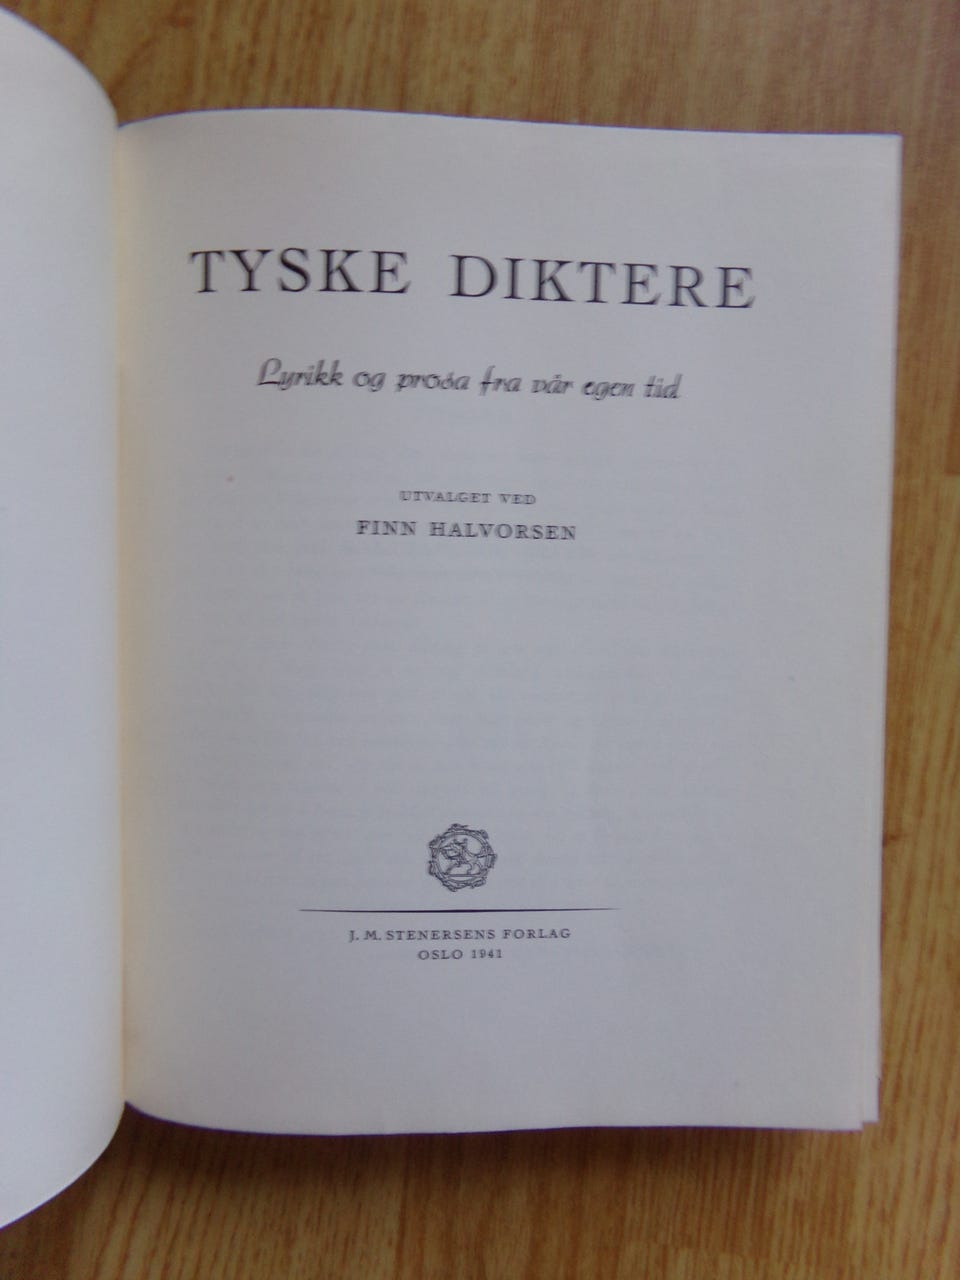 TYSKE DIKTERE
Lyrikk og prosa fra vår egen tid
UTVALGET VED
FINN HALVORSEN
J. M. STENERSENS FORLAG
OSLO 1941